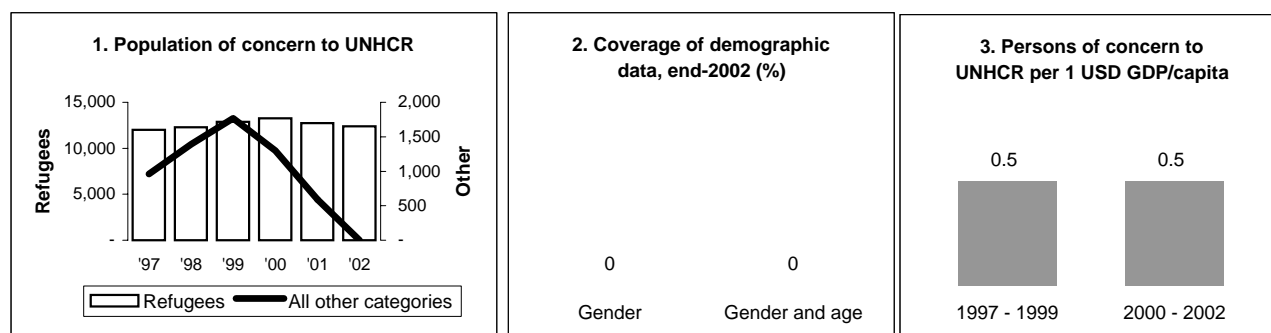 1. Population of concern to UNHCR
15,000
10,000
5,000
-
Refugees
2,000
1,500
1,000
500
-
Other
'97 '98 '99 '00 '01 '02
Refugees All other categories
2. Coverage of demographic
data, end-2002 (%)
0 0
Gender Gender and age
3. Persons of concern to
UNHCR per 1 USD GDP/capita
0.5 0.5
1997 - 1999 2000 - 2002